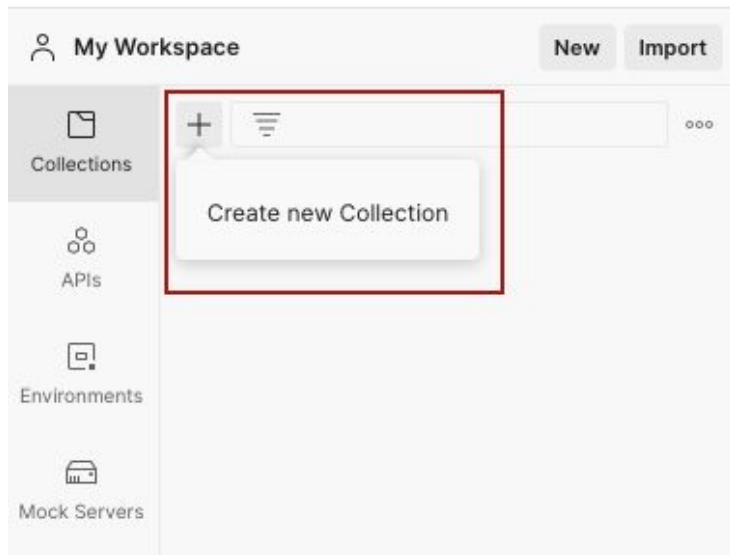 My Workspace
New
Import
Collections
Create new Collection
APIs
Environments
Mock Servers